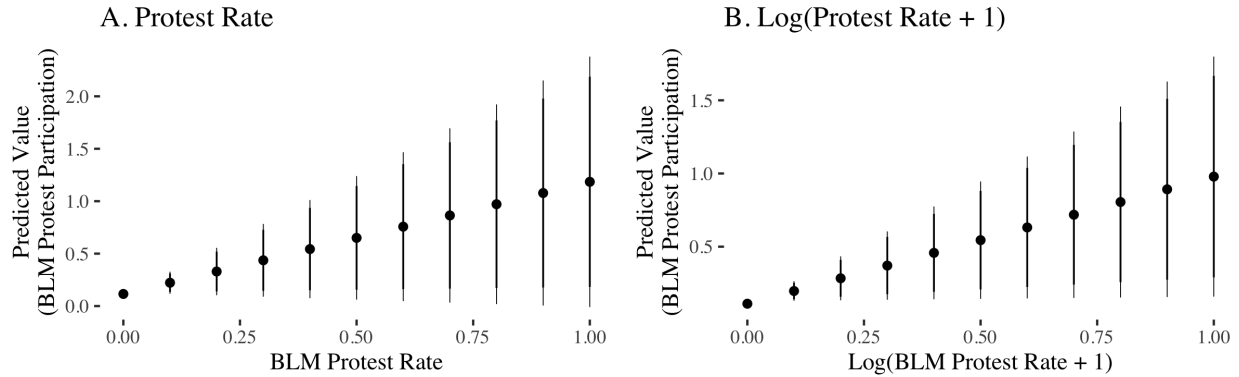 A. Protest Rate
Predicted Value
(BLM Protest Participation)
2.0
1.5
1.0
0.5
0.0
0.00
0.25
0.50
0.75
1.00
BLM Protest Rate
B. Log(Protest Rate + 1)
Predicted Value
(BLM Protest Participation)
1.5
1.0
0.5
0.00
0.25
0.50
0.75
1.00
Log(BLM Protest Rate + 1)